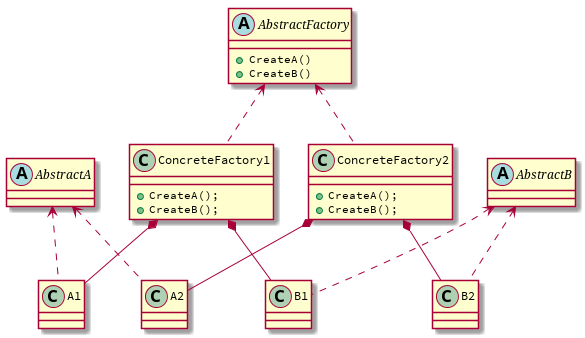 A AbstractFactory
CreateA()
CreateB()
A AbstractA
C ConcreteFactory1
CreateA();
CreateB();
C ConcreteFactory2
CreateA();
CreateB();
A AbstractB
C A1
C A2
C B1
C B2